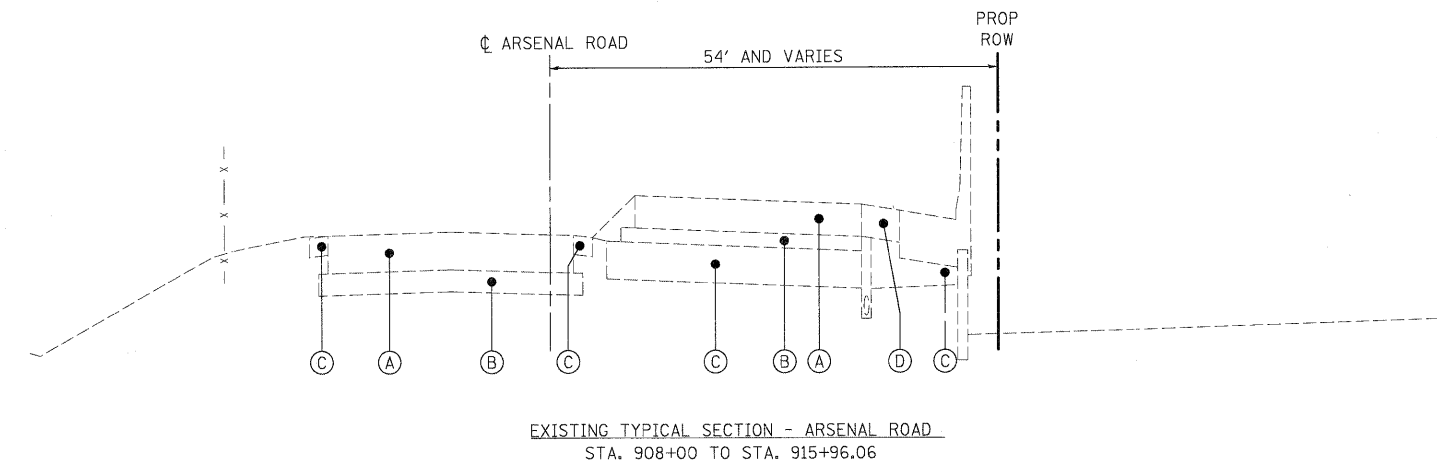 PROP
ROW
℄ ARSENAL ROAD
54' AND VARIES
C A B C C B A D C
EXISTING TYPICAL SECTION - ARSENAL ROAD
STA. 908+00 TO STA. 915+96.06